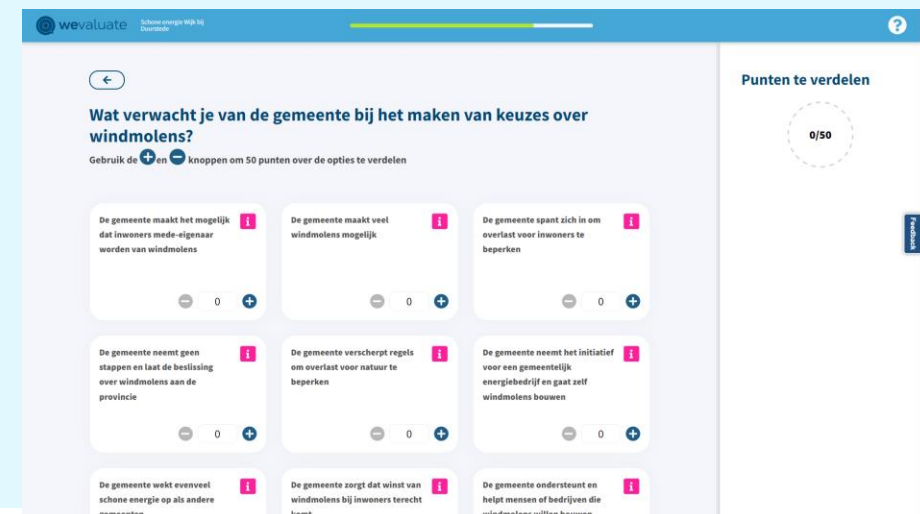 wevaluate
Schone energie Wijk bij
Duurstede
?
Wat verwacht je van de gemeente bij het maken van keuzes over
windmolens?
Gebruik de + en − knoppen om 50 punten over de opties te verdelen
Punten te verdelen
0/50
Feedback
De gemeente maakt het mogelijk
dat inwoners mede-eigenaar
worden van windmolens
i
0
De gemeente maakt veel
windmolens mogelijk
i
0
De gemeente spant zich in om
overlast voor inwoners te
beperken
i
0
De gemeente neemt geen
stappen en laat de beslissing
over windmolens aan de
provincie
i
0
De gemeente verscherpt regels
om overlast voor natuur te
beperken
i
0
De gemeente neemt het initiatief
voor een gemeentelijk
energiebedrijf en gaat zelf
windmolens bouwen
i
0
De gemeente wekt evenveel
schone energie op als andere
gemeenten
i
De gemeente zorgt dat winst van
windmolens bij inwoners terecht
komt
i
De gemeente ondersteunt en
helpt mensen of bedrijven die
windmolens willen bouwen
i